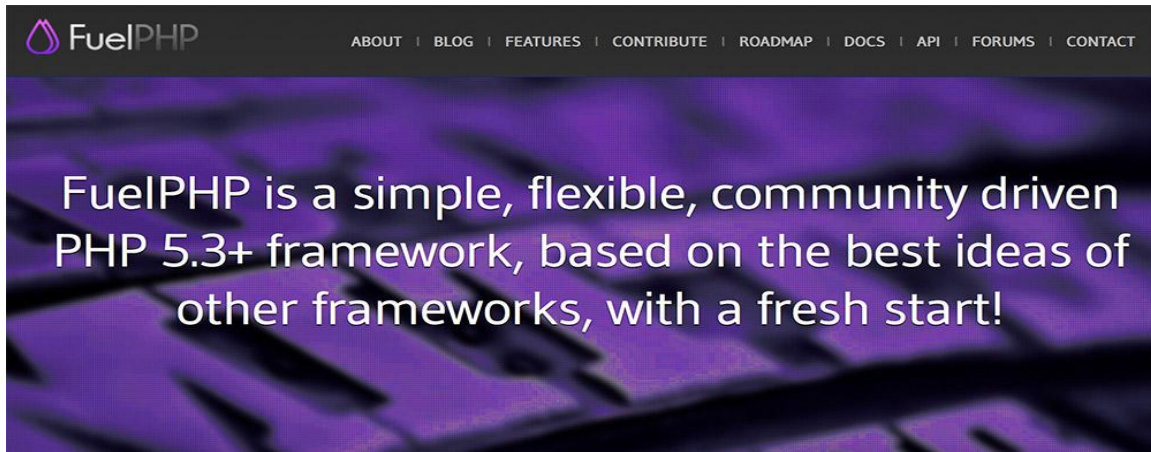 FuelPHP
ABOUT | BLOG | FEATURES | CONTRIBUTE | ROADMAP | DOCS | API | FORUMS | CONTACT
FuelPHP is a simple, flexible, community driven
PHP 5.3+ framework, based on the best ideas of
other frameworks, with a fresh start!